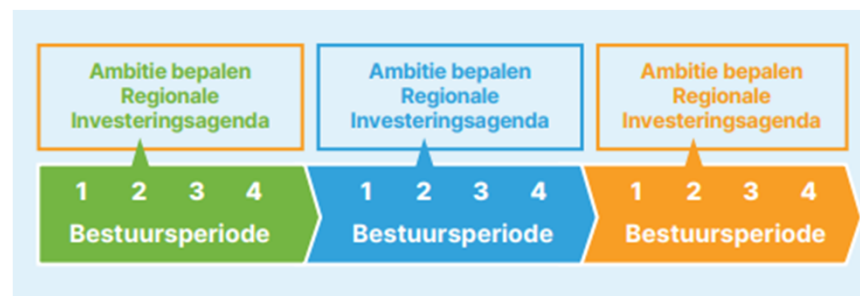 Ambitie bepalen
Regionale
Investeringsagenda
Ambitie bepalen
Regionale
Investeringsagenda
Ambitie bepalen
Regionale
Investeringsagenda
1 2 3 4
Bestuursperiode
1 2 3 4
Bestuursperiode
1 2 3 4
Bestuursperiode